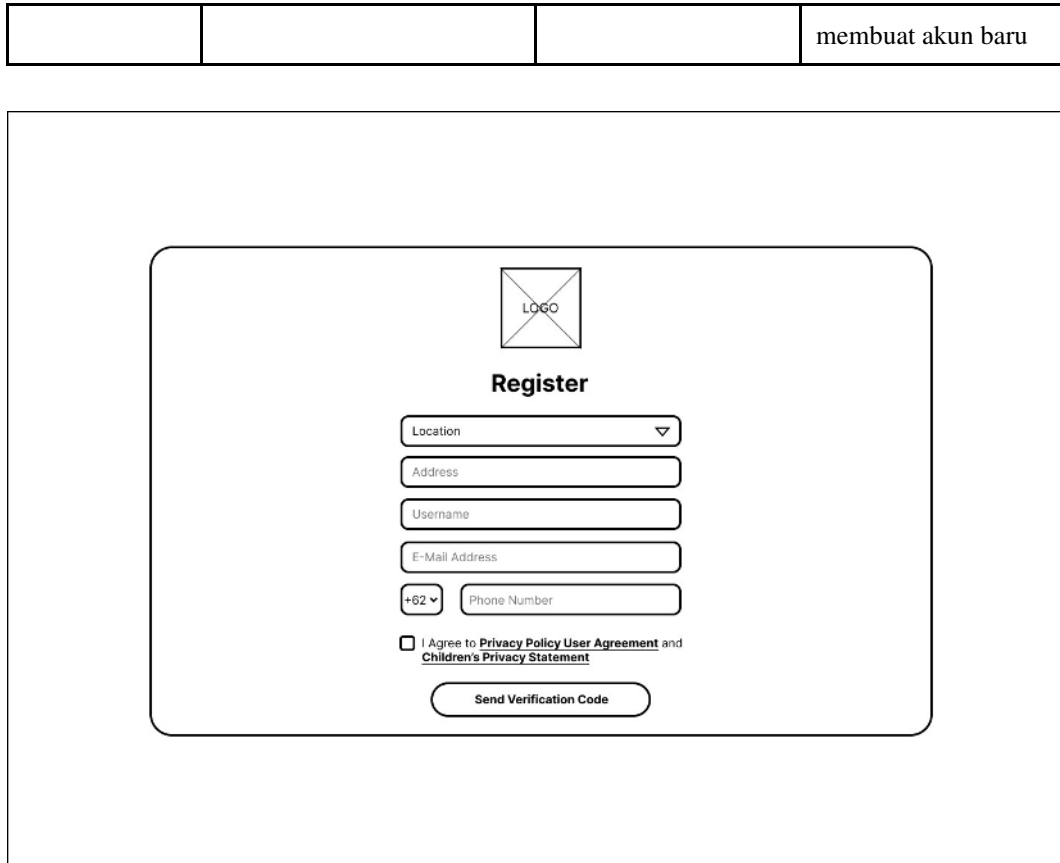 membuat akun baru
LOGO
Register
Location
Address
Username
E-Mail Address
+62 Phone Number
I Agree to Privacy Policy User Agreement and
Children's Privacy Statement
Send Verification Code